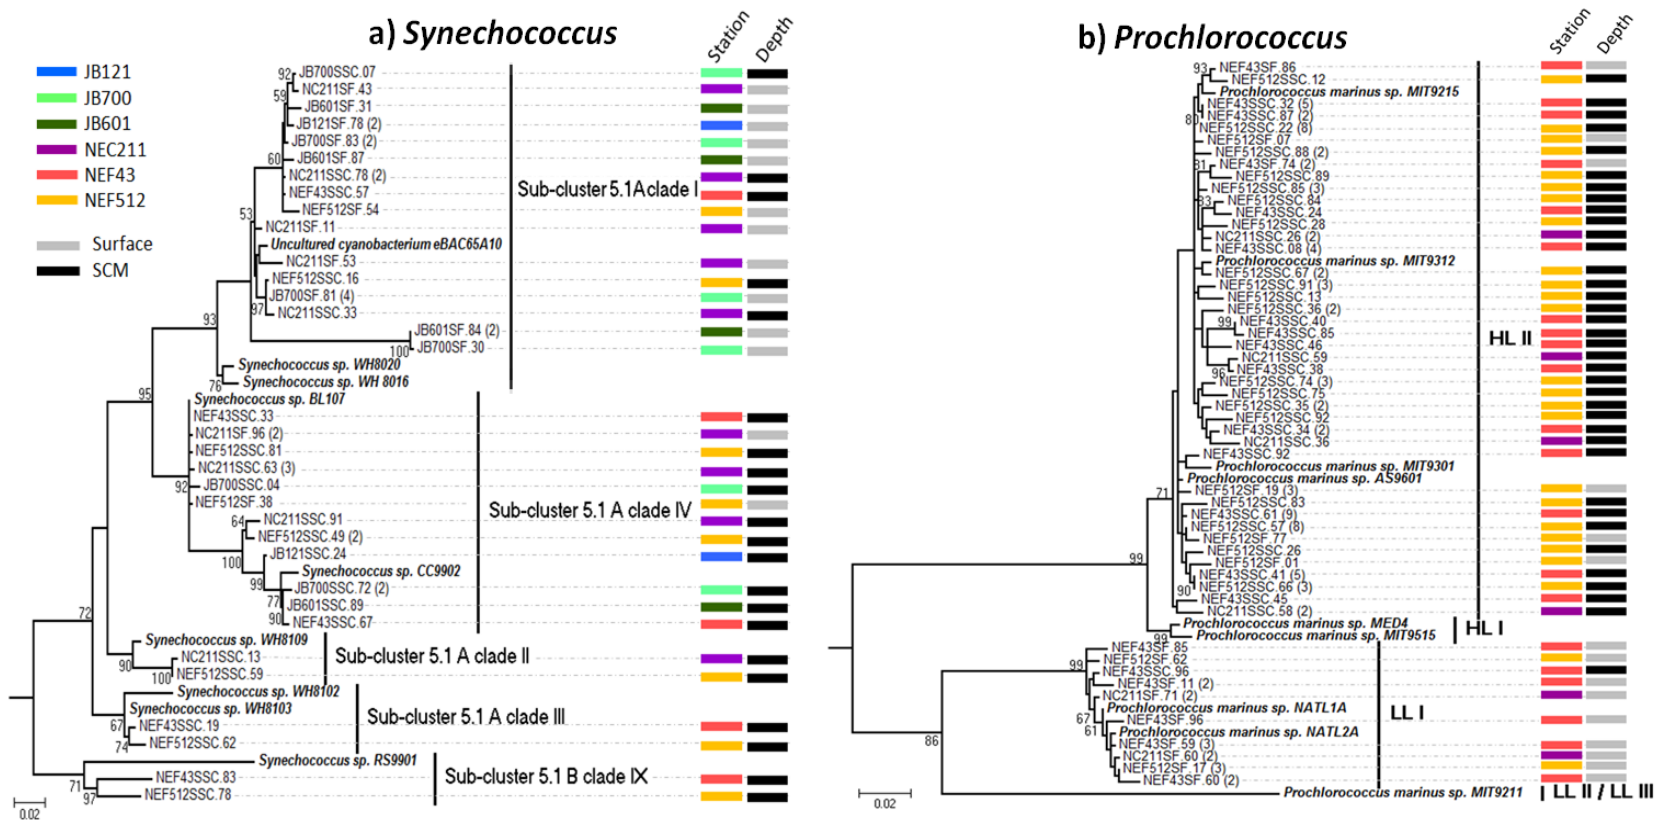 a) Synechococcus
Station
Depth
JB121
JB700
JB601
NEC211
NEF43
NEF512
Surface
SCM
92
JB700SSC.07
NC211SF.43
59
JB601SF.31
JB121SF.78 (2)
JB700SF.83 (2)
60
JB601SF.87
NC211SSC.78 (2)
NEF43SSC.57
NEF512SF.54
Sub-cluster 5.1A clade I
53
NC211SF.11
Uncultured cyanobacterium eBAC65A10
NC211SF.53
NEF512SSC.16
JB700SF.81 (4)
97
NC211SSC.33
93
JB601SF.84 (2)
100
JB700SF.30
Synechococcus sp. WH8020
76
Synechococcus sp. WH 8016
95
Synechococcus sp. BL107
NEF43SSC.33
NC211SF.96 (2)
NEF512SSC.81
NC211SSC.63 (3)
92
JB700SSC.04
NEF512SF.38
Sub-cluster 5.1 A clade IV
64
NC211SSC.91
NEF512SSC.49 (2)
100
JB121SSC.24
Synechococcus sp. CC9902
99
JB700SSC.72 (2)
77
JB601SSC.89
90
NEF43SSC.67
72
Synechococcus sp. WH8109
90
NC211SSC.13
100
NEF512SSC.59
Sub-cluster 5.1 A clade II
Synechococcus sp. WH8102
Synechococcus sp. WH8103
67
NEF43SSC.19
74
NEF512SSC.62
Sub-cluster 5.1 A clade III
Synechococcus sp. RS9901
71
NEF43SSC.83
97
NEF512SSC.78
Sub-cluster 5.1 B clade IX
0.02
b) Prochlorococcus
Station
Depth
93
NEF43SF.86
NEF512SSC.12
Prochlorococcus marinus sp. MIT9215
NEF43SSC.32 (5)
80
NEF43SSC.87 (2)
NEF512SSC.22 (8)
NEF512SF.07
NEF512SSC.88 (2)
81
NEF43SF.74 (2)
NEF512SSC.89
NEF512SSC.85 (3)
83
NEF512SSC.84
NEF43SSC.24
NEF512SSC.28
NC211SSC.26 (2)
NEF43SSC.08 (4)
Prochlorococcus marinus sp. MIT9312
NEF512SSC.67 (2)
NEF512SSC.91 (3)
NEF512SSC.13
NEF512SSC.36 (2)
99
NEF43SSC.40
NEF43SSC.85
HL II
NEF43SSC.46
NC211SSC.59
96
NEF43SSC.38
NEF512SSC.74 (3)
NEF512SSC.75
NEF512SSC.35 (2)
NEF512SSC.92
NEF43SSC.34 (2)
NC211SSC.36
NEF43SSC.92
Prochlorococcus marinus sp. MIT9301
Prochlorococcus marinus sp. AS9601
71
NEF512SF.19 (3)
NEF512SSC.83
NEF43SSC.61 (9)
NEF512SSC.57 (8)
NEF512SF.77
NEF512SSC.26
99
NEF512SF.01
NEF43SSC.41 (5)
90
NEF512SSC.66 (3)
NEF43SSC.45
NC211SSC.58 (2)
Prochlorococcus marinus sp. MED4
99
Prochlorococcus marinus sp. MIT9515
HL I
NEF43SF.85
99
NEF512SF.62
NEF43SSC.96
NEF43SF.11 (2)
NC211SF.71 (2)
Prochlorococcus marinus sp. NATL1A
LL I
67
NEF43SF.96
61
Prochlorococcus marinus sp. NATL2A
86
NEF43SF.59 (3)
NC211SF.60 (2)
NEF512SF.17 (3)
NEF43SF.60 (2)
Prochlorococcus marinus sp. MIT9211
LL II / LL III
0.02